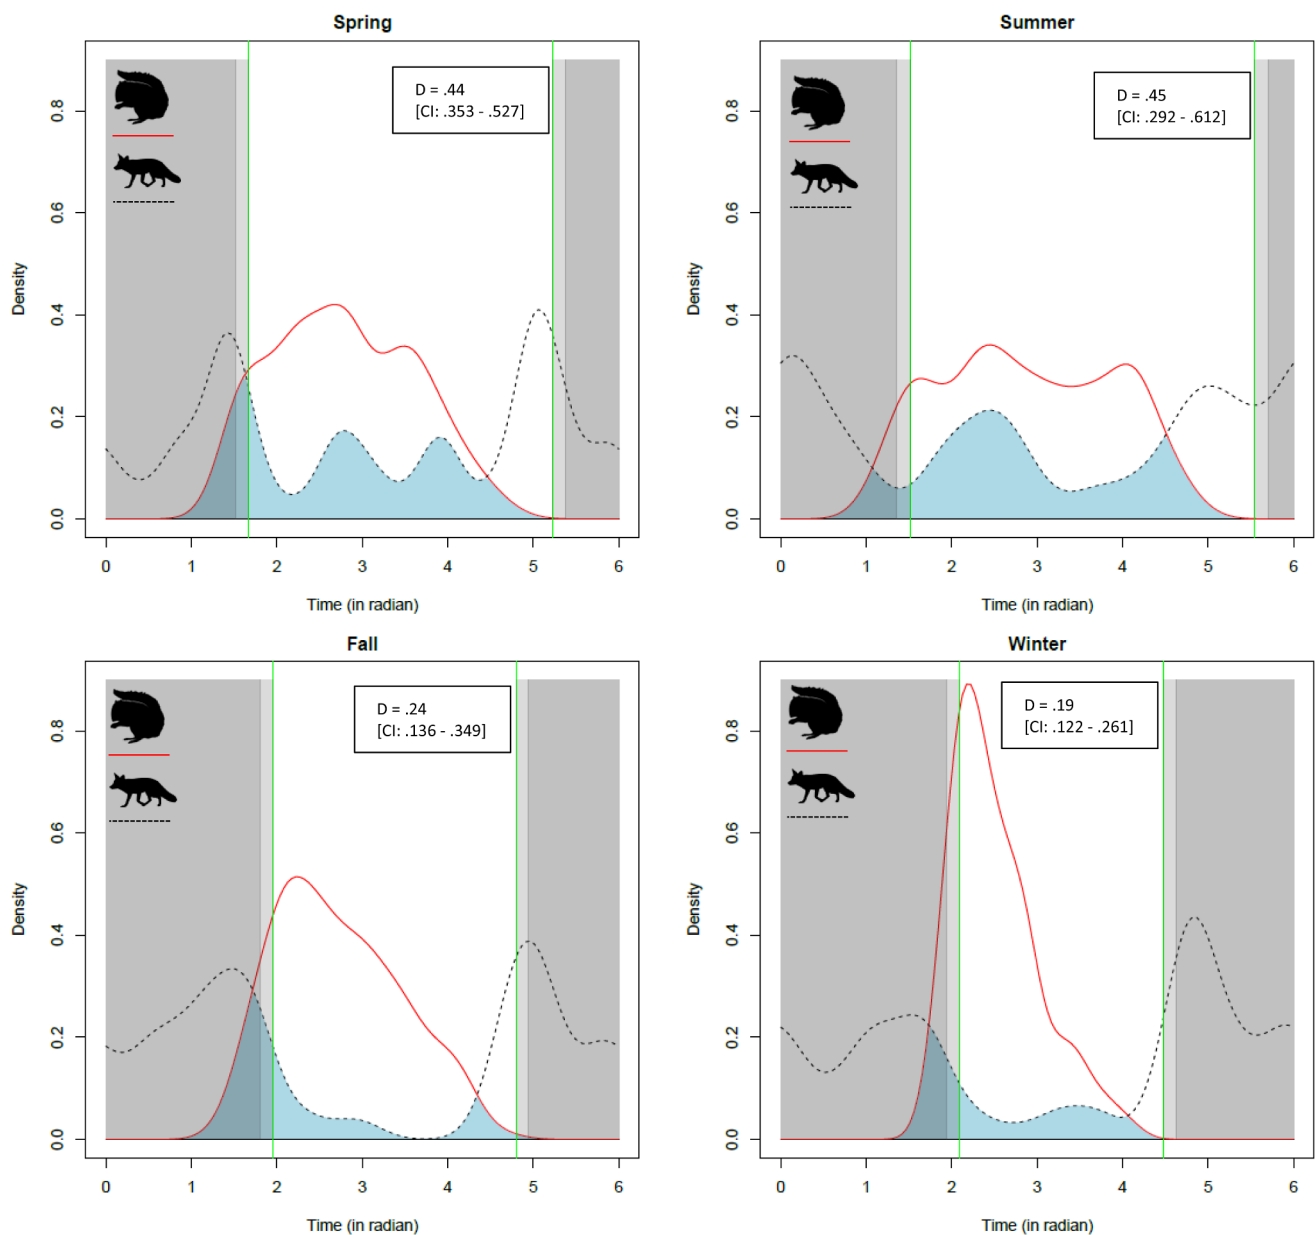 Spring
D = .44
[CI: .353 - .527]
Density
0.0 0.2 0.4 0.6 0.8
0 1 2 3 4 5 6
Time (in radian)
Summer
D = .45
[CI: .292 - .612]
Density
0.0 0.2 0.4 0.6 0.8
0 1 2 3 4 5 6
Time (in radian)
Fall
D = .24
[CI: .136 - .349]
Density
0.0 0.2 0.4 0.6 0.8
0 1 2 3 4 5 6
Time (in radian)
Winter
D = .19
[CI: .122 - .261]
Density
0.0 0.2 0.4 0.6 0.8
0 1 2 3 4 5 6
Time (in radian)